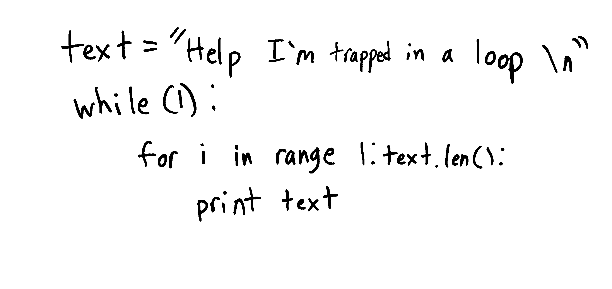 text = "Help I'm trapped in a loop \n"
while (1) :
for i in range 1:text.len():
print text